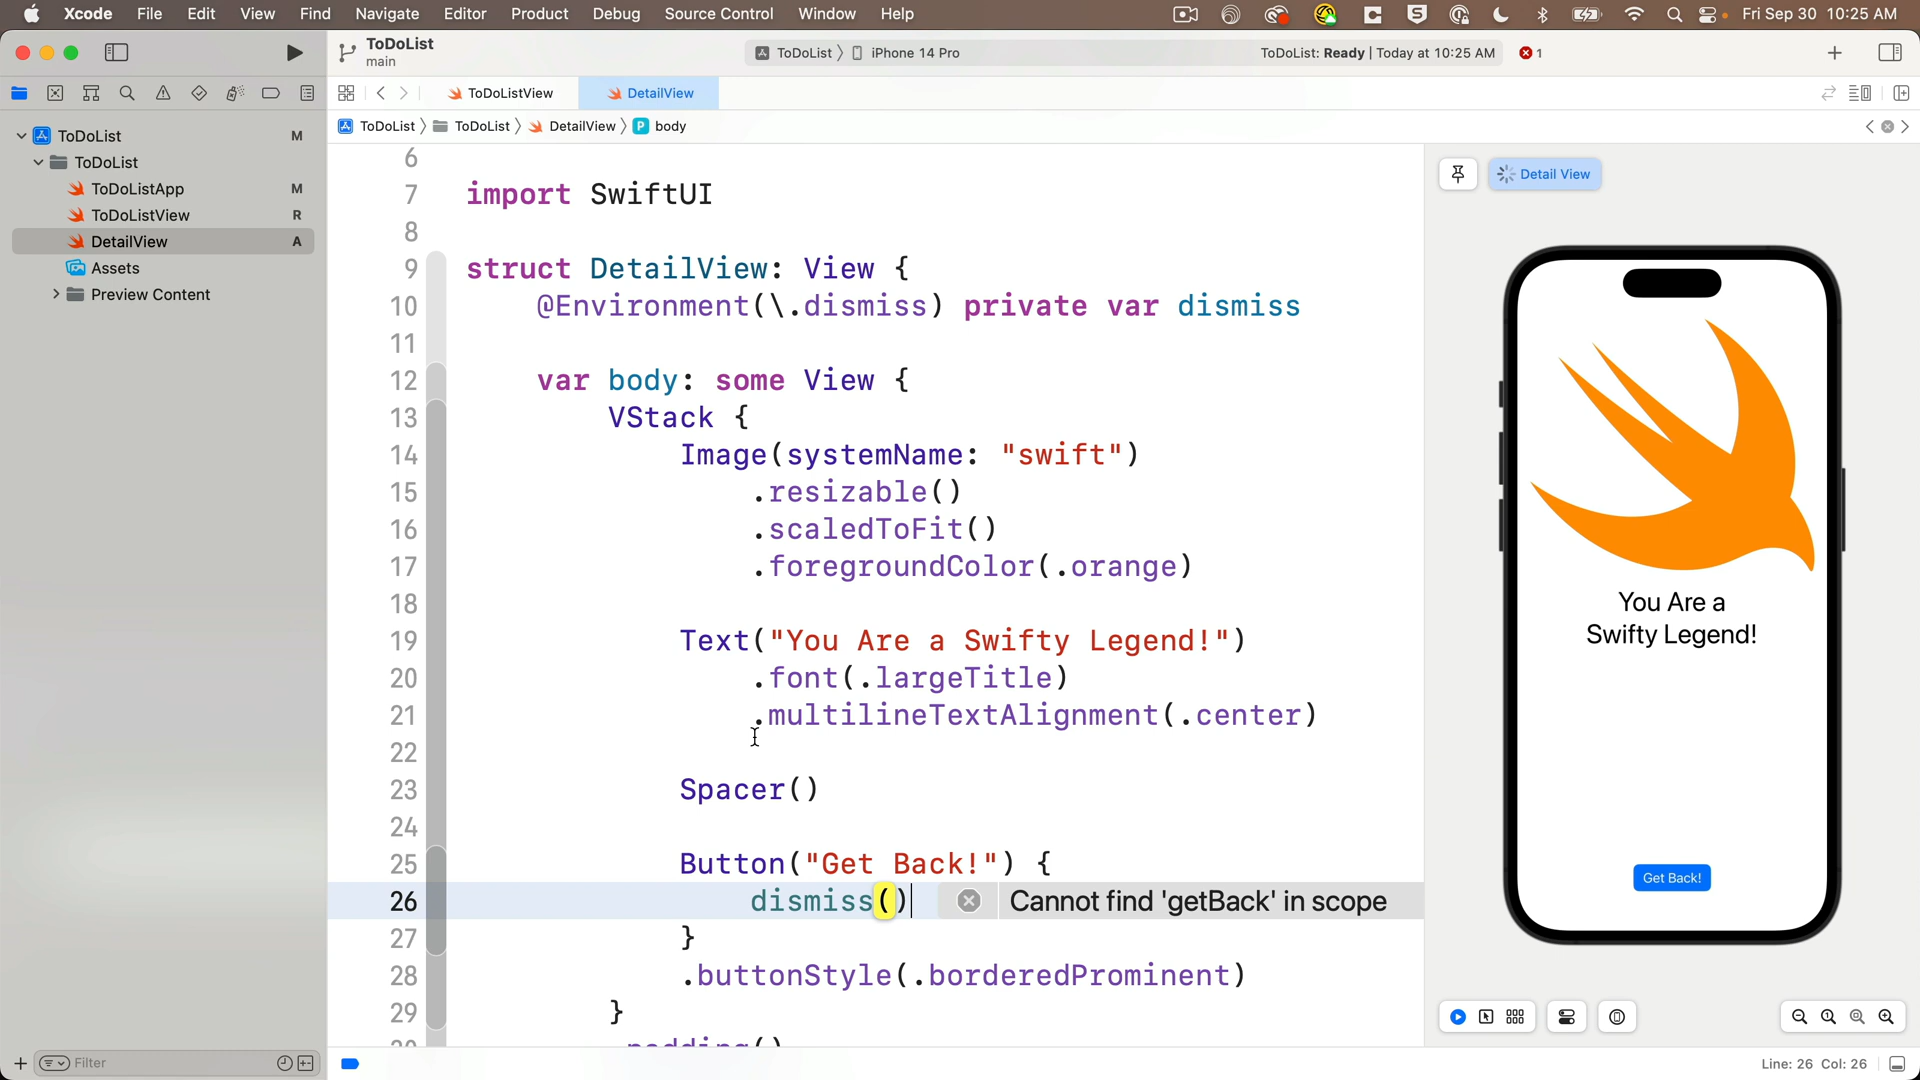 Xcode File Edit View Find Navigate Editor Product Debug Source Control Window Help Fri Sep 30 10:25 AM
ToDoList
main
ToDoList iPhone 14 Pro ToDoList: Ready | Today at 10:25 AM 1
ToDoListView DetailView
ToDoList ToDoList DetailView P body
ToDoList M
ToDoList
ToDoListApp M
ToDoListView R
DetailView A
Assets
Preview Content
Filter
6
7 import SwiftUI
8
9 struct DetailView: View {
10 @Environment(\.dismiss) private var dismiss
11
12 var body: some View {
13 VStack {
14 Image(systemName: "swift")
15 .resizable()
16 .scaledToFit()
17 .foregroundColor(.orange)
18
19 Text("You Are a Swifty Legend!")
20 .font(.largeTitle)
21 .multilineTextAlignment(.center)
22
23 Spacer()
24
25 Button("Get Back!") {
26 dismiss() Cannot find 'getBack' in scope
27 }
28 .buttonStyle(.borderedProminent)
29 }
30 .padding()
Detail View
You Are a
Swifty Legend!
Get Back!
Line: 26 Col: 26